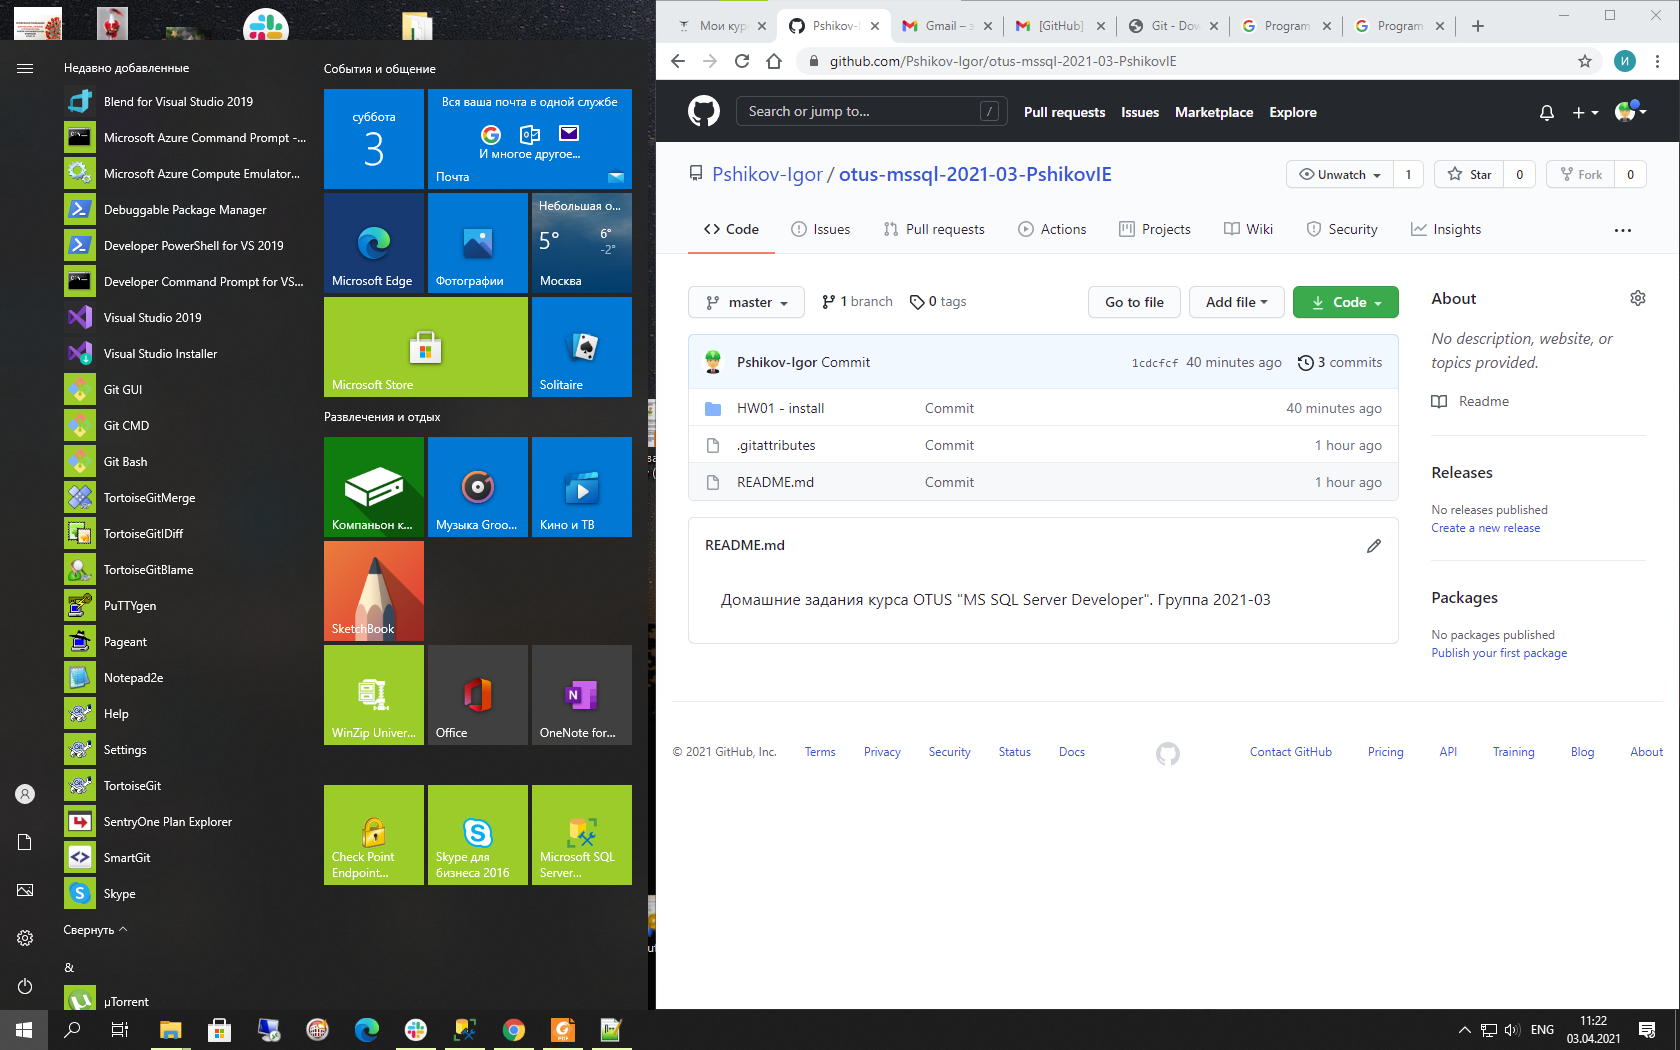 Недавно добавленные
Blend for Visual Studio 2019
Microsoft Azure Command Prompt -...
Microsoft Azure Compute Emulator...
Debuggable Package Manager
Developer PowerShell for VS 2019
Developer Command Prompt for VS...
Visual Studio 2019
Visual Studio Installer
Git GUI
Git CMD
Git Bash
TortoiseGitMerge
TortoiseGitIDiff
TortoiseGitBlame
PuTTYgen
Pageant
Notepad2e
Help
Settings
TortoiseGit
SentryOne Plan Explorer
SmartGit
Skype
Свернуть
&
µTorrent
События и общение
суббота
3
Вся ваша почта в одной службе
И многое другое...
Почта
Microsoft Edge
Фотографии
Небольшая о...
5° 6°
-2°
Москва
Microsoft Store
Solitaire
Развлечения и отдых
Компаньон к...
Музыка Groo...
Кино и ТВ
SketchBook
WinZip Univer...
Office
OneNote for...
Check Point
Endpoint...
Skype для
бизнеса 2016
Microsoft SQL
Server...
Мои кур
Pshikov-I
Gmail – з
[GitHub]
Git - Dow
Program
Program
github.com/Pshikov-Igor/otus-mssql-2021-03-PshikovIE
И
Search or jump to... /
Pull requests Issues Marketplace Explore
Pshikov-Igor / otus-mssql-2021-03-PshikovIE
Unwatch 1 Star 0 Fork 0
Code Issues Pull requests Actions Projects Wiki Security Insights
master 1 branch 0 tags Go to file Add file Code
Pshikov-Igor Commit 1cdcfcf 40 minutes ago 3 commits
HW01 - install Commit 40 minutes ago
.gitattributes Commit 1 hour ago
README.md Commit 1 hour ago
README.md
Домашние задания курса OTUS "MS SQL Server Developer". Группа 2021-03
About
No description, website, or
topics provided.
Readme
Releases
No releases published
Create a new release
Packages
No packages published
Publish your first package
© 2021 GitHub, Inc. Terms Privacy Security Status Docs Contact GitHub Pricing API Training Blog About
ENG
11:22
03.04.2021